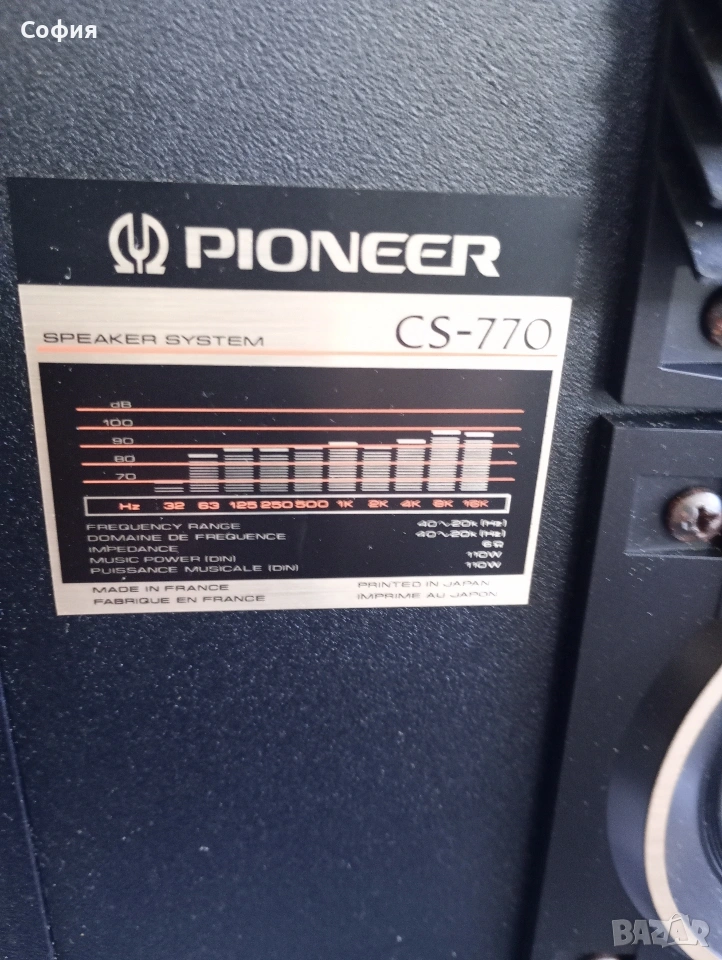 София
PIONEER
SPEAKER SYSTEM CS-770
dB
100
90
80
70
Hz 32 63 125 250 500 1K 2K 4K 8K 16K
FREQUENCY RANGE 40~20k(Hz)
DOMAINE DE FREQUENCE 40~20k(Hz)
IMPEDANCE 6Ω
MUSIC POWER (DIN) 110W
PUISSANCE MUSICALE (DIN) 110W
MADE IN FRANCE PRINTED IN JAPAN
FABRIQUE EN FRANCE IMPRIME AU JAPON
BAZAR